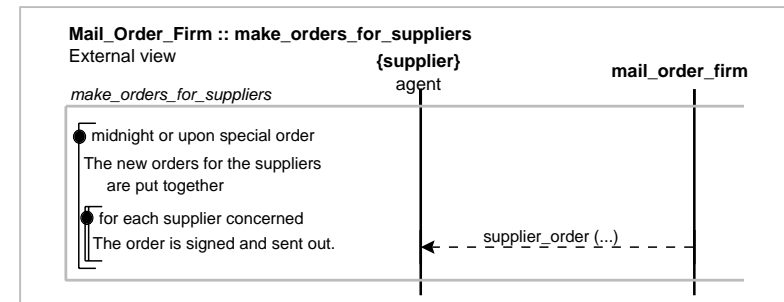 Mail_Order_Firm :: make_orders_for_suppliers
External view
{supplier}
agent
mail_order_firm
make_orders_for_suppliers
midnight or upon special order
The new orders for the suppliers
are put together
for each supplier concerned
The order is signed and sent out.
supplier_order (...)